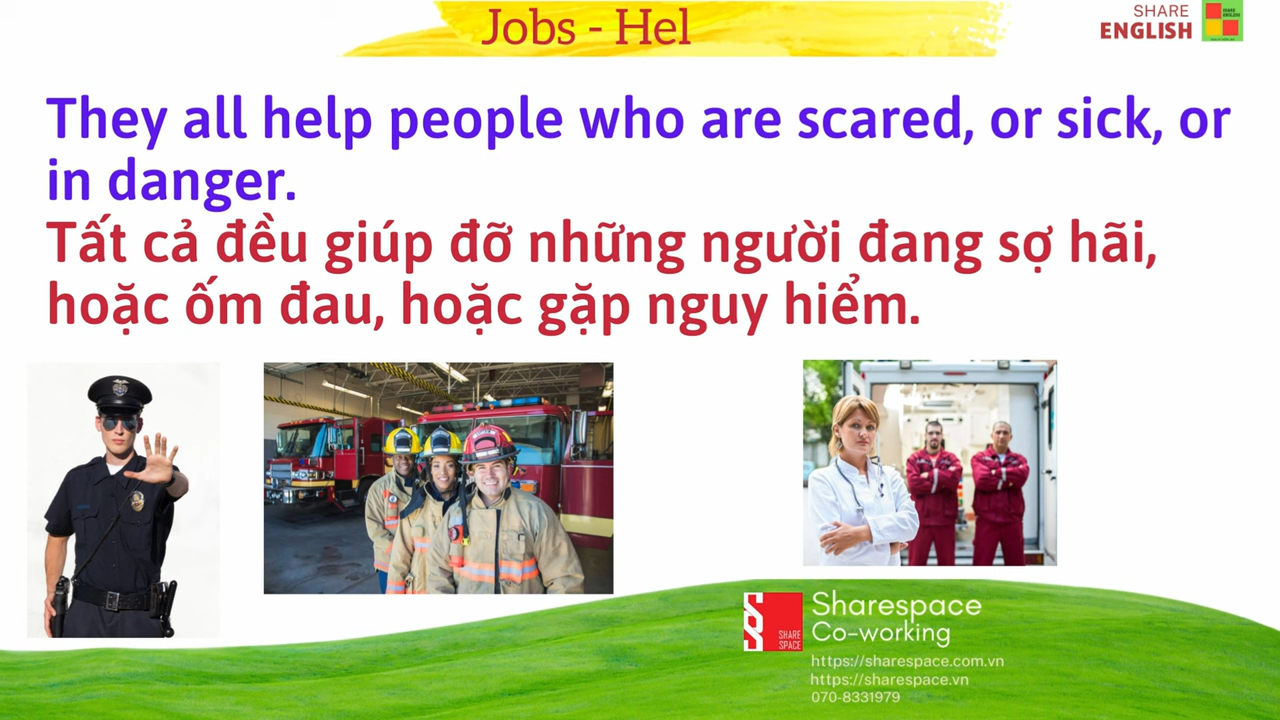 Jobs - Hel
SHARE
ENGLISH
They all help people who are scared, or sick, or
in danger.
Tất cả đều giúp đỡ những người đang sợ hãi,
hoặc ốm đau, hoặc gặp nguy hiểm.
SHARE
SPACE
Sharespace
Co-working
https://sharespace.com.vn
https://sharespace.vn
070-8331979